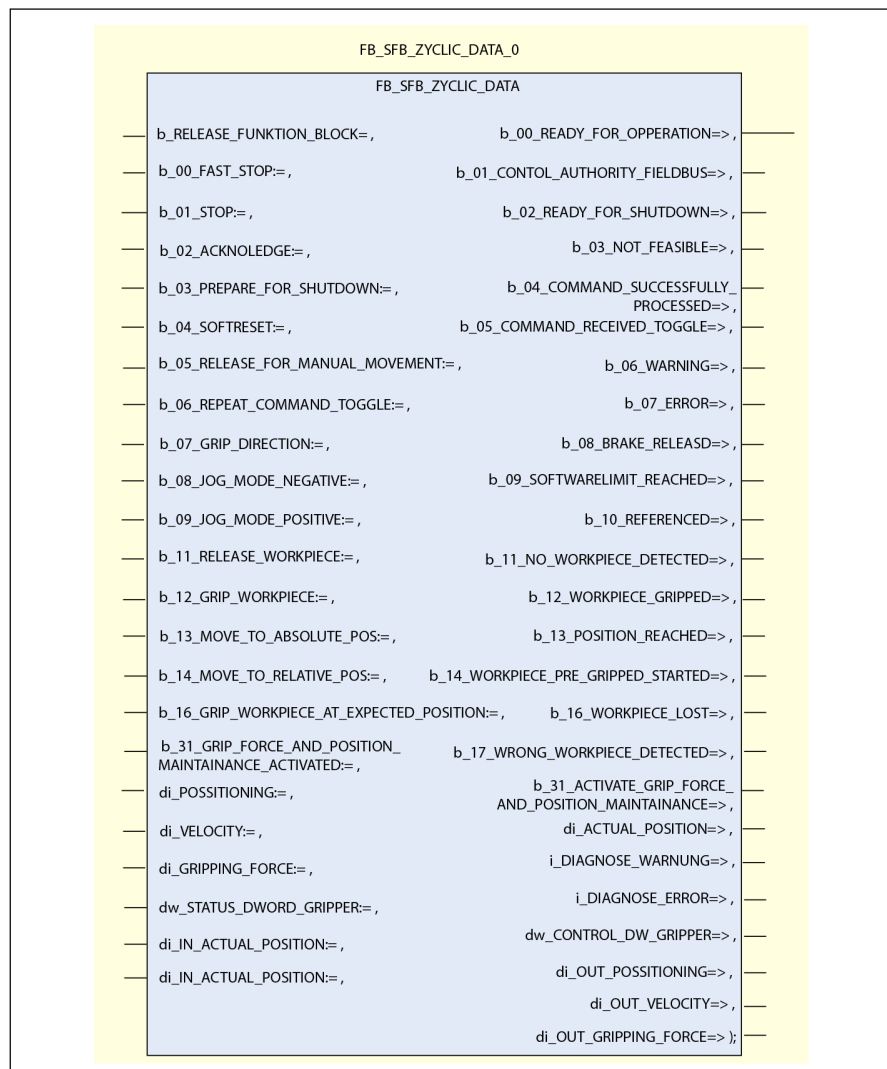 FB_SFB_ZYCLIC_DATA_0
FB_SFB_ZYCLIC_DATA
b_RELEASE_FUNKTION_BLOCK= ,
b_00_READY_FOR_OPPERATION=> ,
b_00_FAST_STOP:= ,
b_01_CONTOL_AUTHORITY_FIELDBUS=> ,
b_01_STOP:= ,
b_02_READY_FOR_SHUTDOWN=> ,
b_02_ACKNOLEDGE:= ,
b_03_NOT_FEASIBLE=> ,
b_03_PREPARE_FOR_SHUTDOWN:= ,
b_04_COMMAND_SUCCESSFULLY_
PROCESSED=> ,
b_04_SOFTRESET:= ,
b_05_COMMAND_RECEIVED_TOGGLE=> ,
b_05_RELEASE_FOR_MANUAL_MOVEMENT:= ,
b_06_WARNING=> ,
b_06_REPEAT_COMMAND_TOGGLE:= ,
b_07_ERROR=> ,
b_07_GRIP_DIRECTION:= ,
b_08_BRAKE_RELEASD=> ,
b_08_JOG_MODE_NEGATIVE:= ,
b_09_SOFTWARELIMIT_REACHED=> ,
b_09_JOG_MODE_POSITIVE:= ,
b_10_REFERENCED=> ,
b_11_RELEASE_WORKPIECE:= ,
b_11_NO_WORKPIECE_DETECTED=> ,
b_12_GRIP_WORKPIECE:= ,
b_12_WORKPIECE_GRIPPED=> ,
b_13_MOVE_TO_ABSOLUTE_POS:= ,
b_13_POSITION_REACHED=> ,
b_14_MOVE_TO_RELATIVE_POS:= ,
b_14_WORKPIECE_PRE_GRIPPED_STARTED=> ,
b_16_GRIP_WORKPIECE_AT_EXPECTED_POSITION:= ,
b_16_WORKPIECE_LOST=> ,
b_31_GRIP_FORCE_AND_POSITION_
MAINTAINANCE_ACTIVATED:= ,
b_17_WRONG_WORKPIECE_DETECTED=> ,
di_POSSITIONING:= ,
b_31_ACTIVATE_GRIP_FORCE_
AND_POSITION_MAINTAINANCE=> ,
di_VELOCITY:= ,
di_ACTUAL_POSITION=> ,
di_GRIPPING_FORCE:= ,
i_DIAGNOSE_WARNUNG=> ,
dw_STATUS_DWORD_GRIPPER:= ,
i_DIAGNOSE_ERROR=> ,
di_IN_ACTUAL_POSITION:= ,
dw_CONTROL_DW_GRIPPER=> ,
di_IN_ACTUAL_POSITION:= ,
di_OUT_POSSITIONING=> ,
di_OUT_VELOCITY=> ,
di_OUT_GRIPPING_FORCE=> );